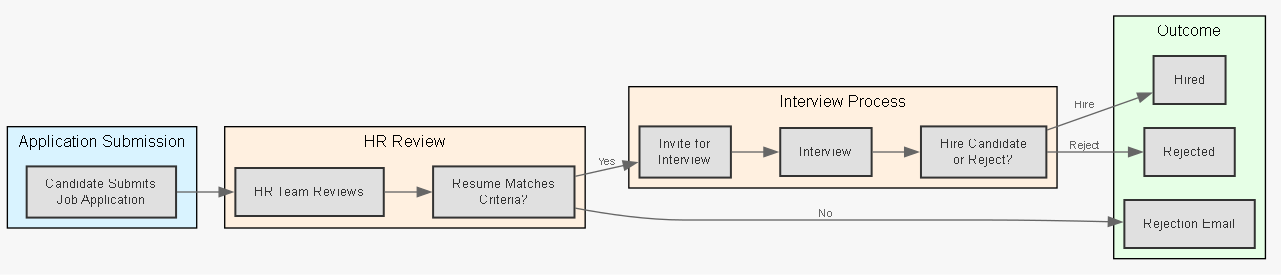 Application Submission
Candidate Submits
Job Application
HR Review
HR Team Reviews
Resume Matches
Criteria?
Yes
No
Interview Process
Invite for
Interview
Interview
Hire Candidate
or Reject?
Hire
Reject
Outcome
Hired
Rejected
Rejection Email